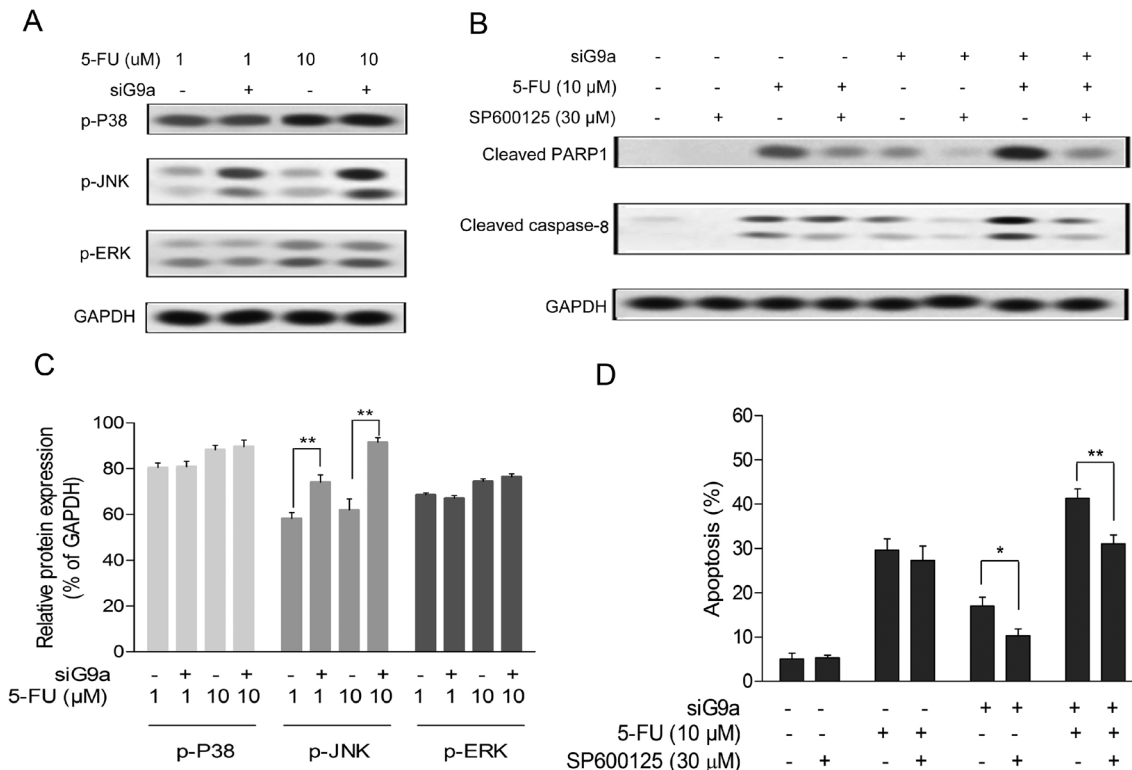 A
5-FU (uM) 1 1 10 10
siG9a - + - +
p-P38
p-JNK
p-ERK
GAPDH
B
siG9a - - - - + + + +
5-FU (10 μM) - - + + - - + +
SP600125 (30 μM) - + - + - + - +
Cleaved PARP1
Cleaved caspase-8
GAPDH
C
Relative protein expression
(% of GAPDH)
100
80
60
40
20
0
** **
siG9a - + - + - + - + - + - +
5-FU (μM) 1 1 10 10 1 1 10 10 1 1 10 10
p-P38 p-JNK p-ERK
D
Apoptosis (%)
60
50
40
30
20
10
0
* **
siG9a - - - - + + + +
5-FU (10 μM) - - + + - - + +
SP600125 (30 μM) - + - + - + - +